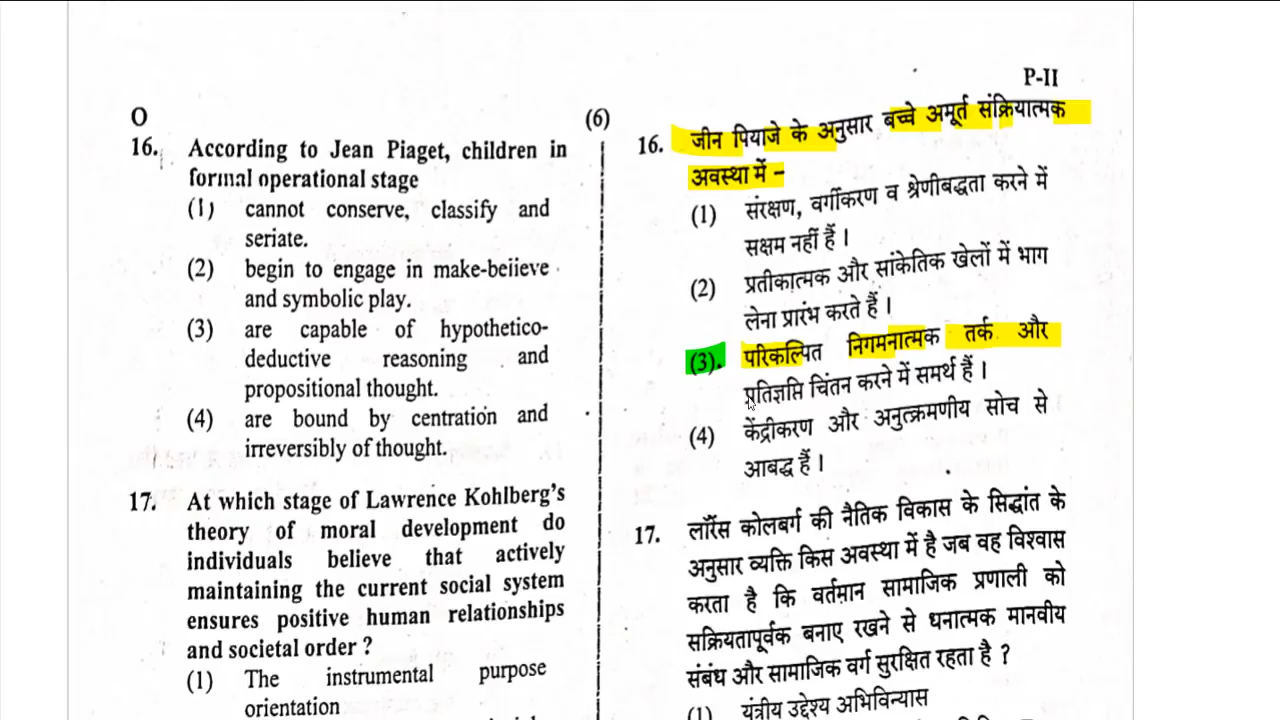 P-II
O
(6)
16. According to Jean Piaget, children in
formal operational stage
(1) cannot conserve, classify and
seriate.
(2) begin to engage in make-beiieve
and symbolic play.
(3) are capable of hypothetico-
deductive reasoning and
propositional thought.
(4) are bound by centration and
irreversibly of thought.
17. At which stage of Lawrence Kohlberg's
theory of moral development do
individuals believe that actively
maintaining the current social system
ensures positive human relationships
and societal order ?
(1) The instrumental purpose
orientation
16. जीन पियाजे के अनुसार बच्चे अमूर्त संक्रियात्मक
अवस्था में –
(1) संरक्षण, वर्गीकरण व श्रेणीबद्धता करने में
सक्षम नहीं हैं ।
(2) प्रतीकात्मक और सांकेतिक खेलों में भाग
लेना प्रारंभ करते हैं ।
(3). परिकल्पित निगमनात्मक तर्क और
प्रतिज्ञप्ति चिंतन करने में समर्थ हैं ।
(4) केंद्रीकरण और अनुत्क्रमणीय सोच से
आबद्ध हैं ।
17. लॉरेंस कोलबर्ग की नैतिक विकास के सिद्धांत के
अनुसार व्यक्ति किस अवस्था में है जब वह विश्वास
करता है कि वर्तमान सामाजिक प्रणाली को
सक्रियतापूर्वक बनाए रखने से धनात्मक मानवीय
संबंध और सामाजिक वर्ग सुरक्षित रहता है ?
(1) यंत्रीय उद्देश्य अभिविन्यास